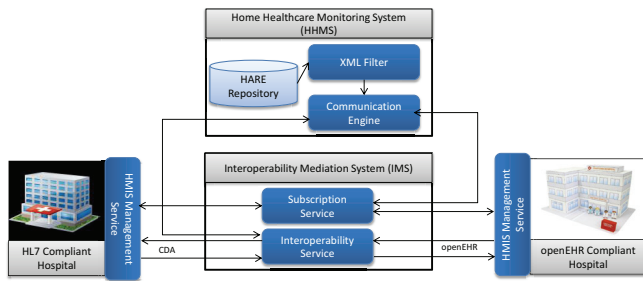 Home Healthcare Monitoring System
(HHMS)
XML Filter
HARE
Repository
Communication
Engine
Interoperability Mediation System (IMS)
Subscription
Service
Interoperability
Service
HMIS Management
Service
HL7 Compliant
Hospital
CDA
openEHR
HMIS Management
Service
openEHR Compliant
Hospital